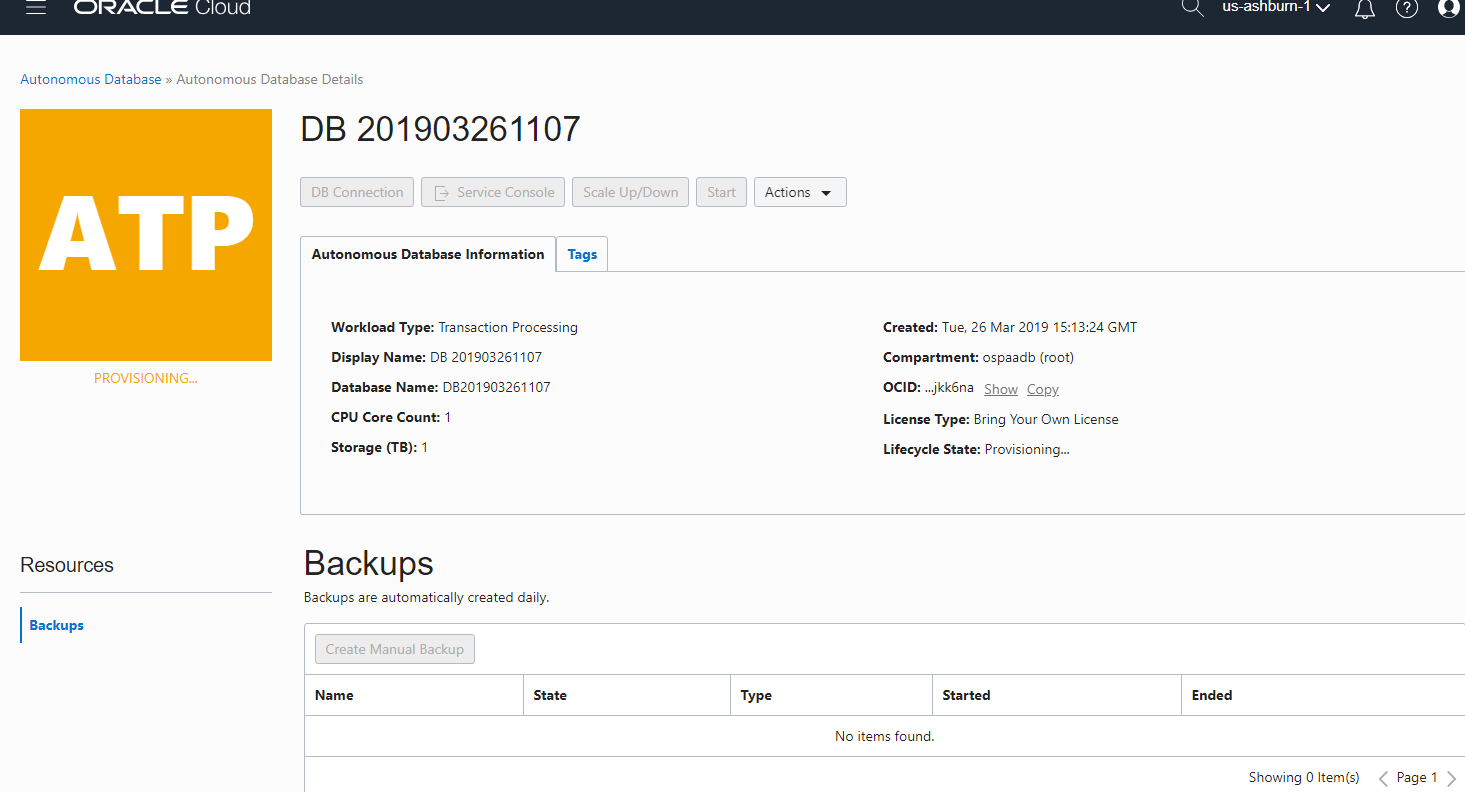 ORACLE Cloud
us-ashburn-1
?
Autonomous Database » Autonomous Database Details
ATP
PROVISIONING...
DB 201903261107
DB Connection Service Console Scale Up/Down Start Actions
Autonomous Database Information Tags
Workload Type: Transaction Processing
Display Name: DB 201903261107
Database Name: DB201903261107
CPU Core Count: 1
Storage (TB): 1
Created: Tue, 26 Mar 2019 15:13:24 GMT
Compartment: ospaadb (root)
OCID: ...jkk6na Show Copy
License Type: Bring Your Own License
Lifecycle State: Provisioning...
Resources
Backups
Backups
Backups are automatically created daily.
Create Manual Backup
Name State Type Started Ended
No items found.
Showing 0 Item(s) Page 1